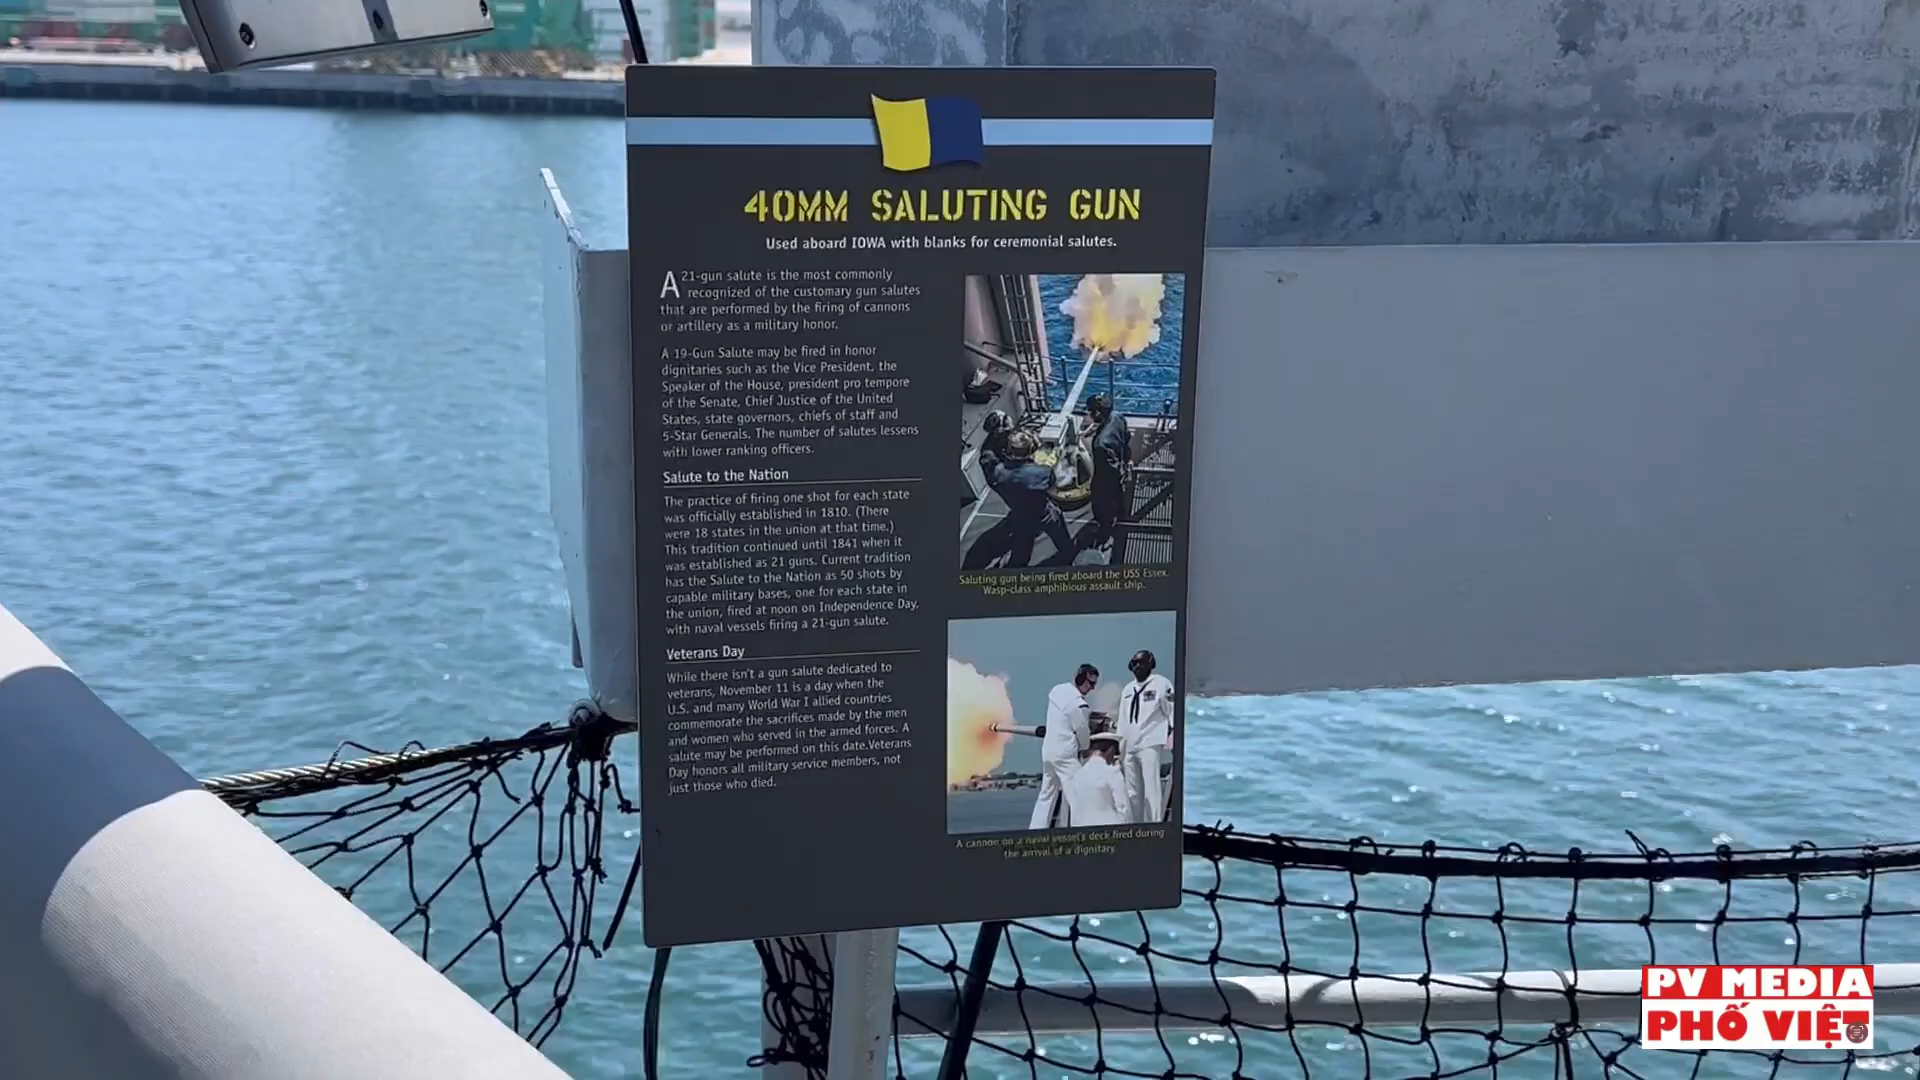 40MM SALUTING GUN
Used aboard IOWA with blanks for ceremonial salutes.
A 21-gun salute is the most commonly
recognized of the customary gun salutes
that are performed by the firing of cannons
or artillery as a military honor.
A 19-Gun Salute may be fired in honor
dignitaries such as the Vice President, the
Speaker of the House, president pro tempore
of the Senate, Chief Justice of the United
States, state governors, chiefs of staff and
5-Star Generals. The number of salutes lessens
with lower ranking officers.
Salute to the Nation
The practice of firing one shot for each state
was officially established in 1810. (There
were 18 states in the union at that time.)
This tradition continued until 1841 when it
was established as 21 guns. Current tradition
has the Salute to the Nation as 50 shots by
capable military bases, one for each state in
the union, fired at noon on Independence Day,
with naval vessels firing a 21-gun salute.
Veterans Day
While there isn't a gun salute dedicated to
veterans, November 11 is a day when the
U.S. and many World War I allied countries
commemorate the sacrifices made by the men
and women who served in the armed forces. A
salute may be performed on this date.Veterans
Day honors all military service members, not
just those who died.
Saluting gun being fired aboard the USS Essex.
Wasp-class amphibious assault ship.
A cannon on a naval vessel's deck fired during
the arrival of a dignitary.
PV MEDIA
PHỐ VIỆT